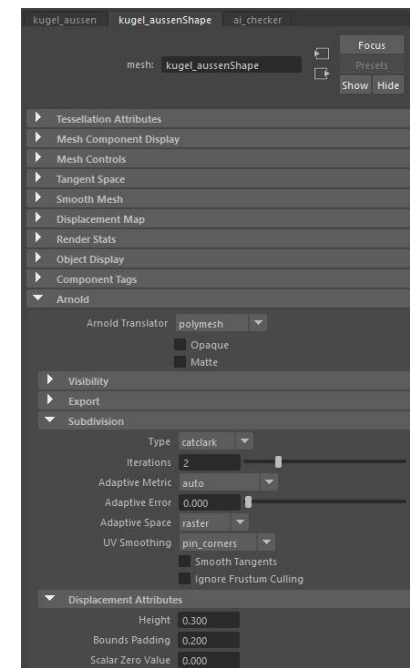 kugel_aussen kugel_aussenShape ai_checker
Focus
mesh: kugel_aussenShape
Presets
Show Hide
Tessellation Attributes
Mesh Component Display
Mesh Controls
Tangent Space
Smooth Mesh
Displacement Map
Render Stats
Object Display
Component Tags
Arnold
Arnold Translator polymesh
Opaque
Matte
Visibility
Export
Subdivision
Type catclark
Iterations 2
Adaptive Metric auto
Adaptive Error 0.000
Adaptive Space raster
UV Smoothing pin_corners
Smooth Tangents
Ignore Frustum Culling
Displacement Attributes
Height 0.300
Bounds Padding 0.200
Scalar Zero Value 0.000